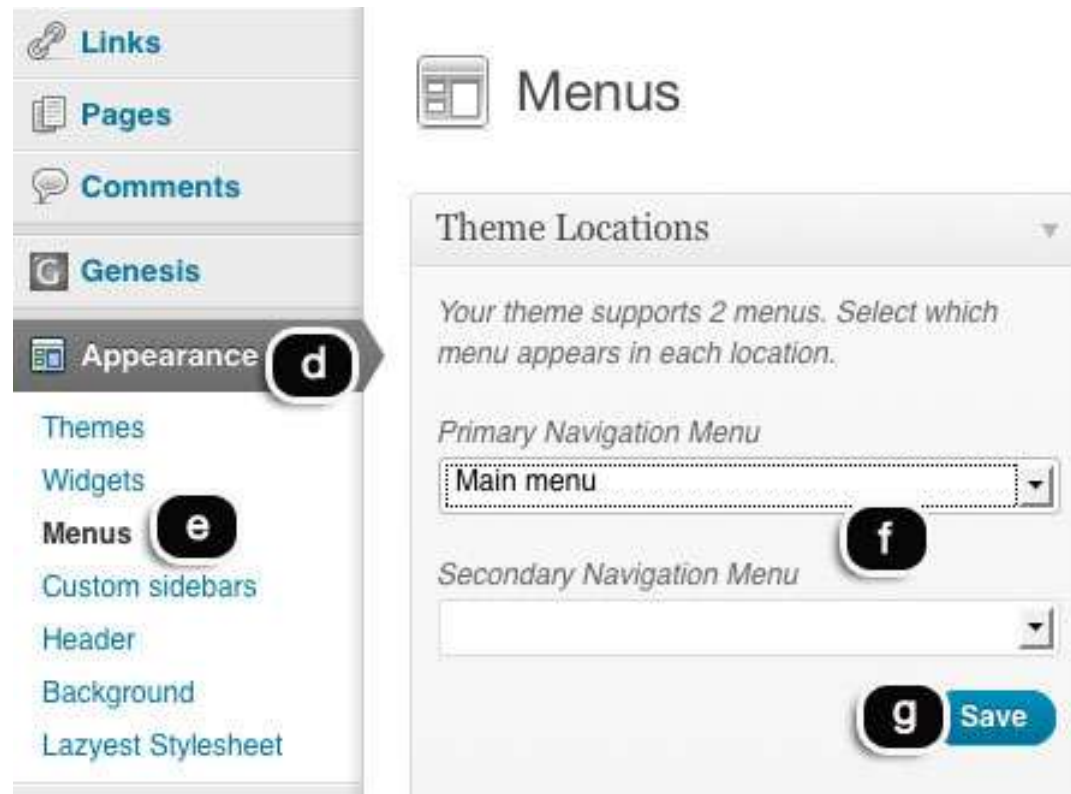 Links
Pages
Comments
G Genesis
Appearance d
Themes
Widgets
Menus e
Custom sidebars
Header
Background
Lazyest Stylesheet
Menus
Theme Locations
Your theme supports 2 menus. Select which
menu appears in each location.
Primary Navigation Menu
Main menu
f
Secondary Navigation Menu
g Save